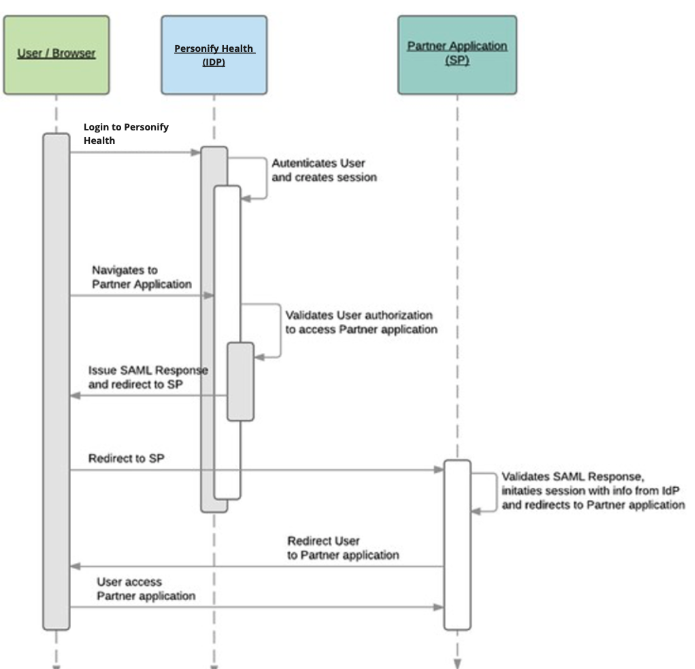 User / Browser
Personify Health
(IDP)
Partner Application
(SP)
Login to Personify
Health
Autenticates User
and creates session
Navigates to
Partner Application
Validates User authorization
to access Partner application
Issue SAML Response
and redirect to SP
Redirect to SP
Validates SAML Response,
initaties session with info from IdP
and redirects to Partner application
Redirect User
to Partner application
User access
Partner application